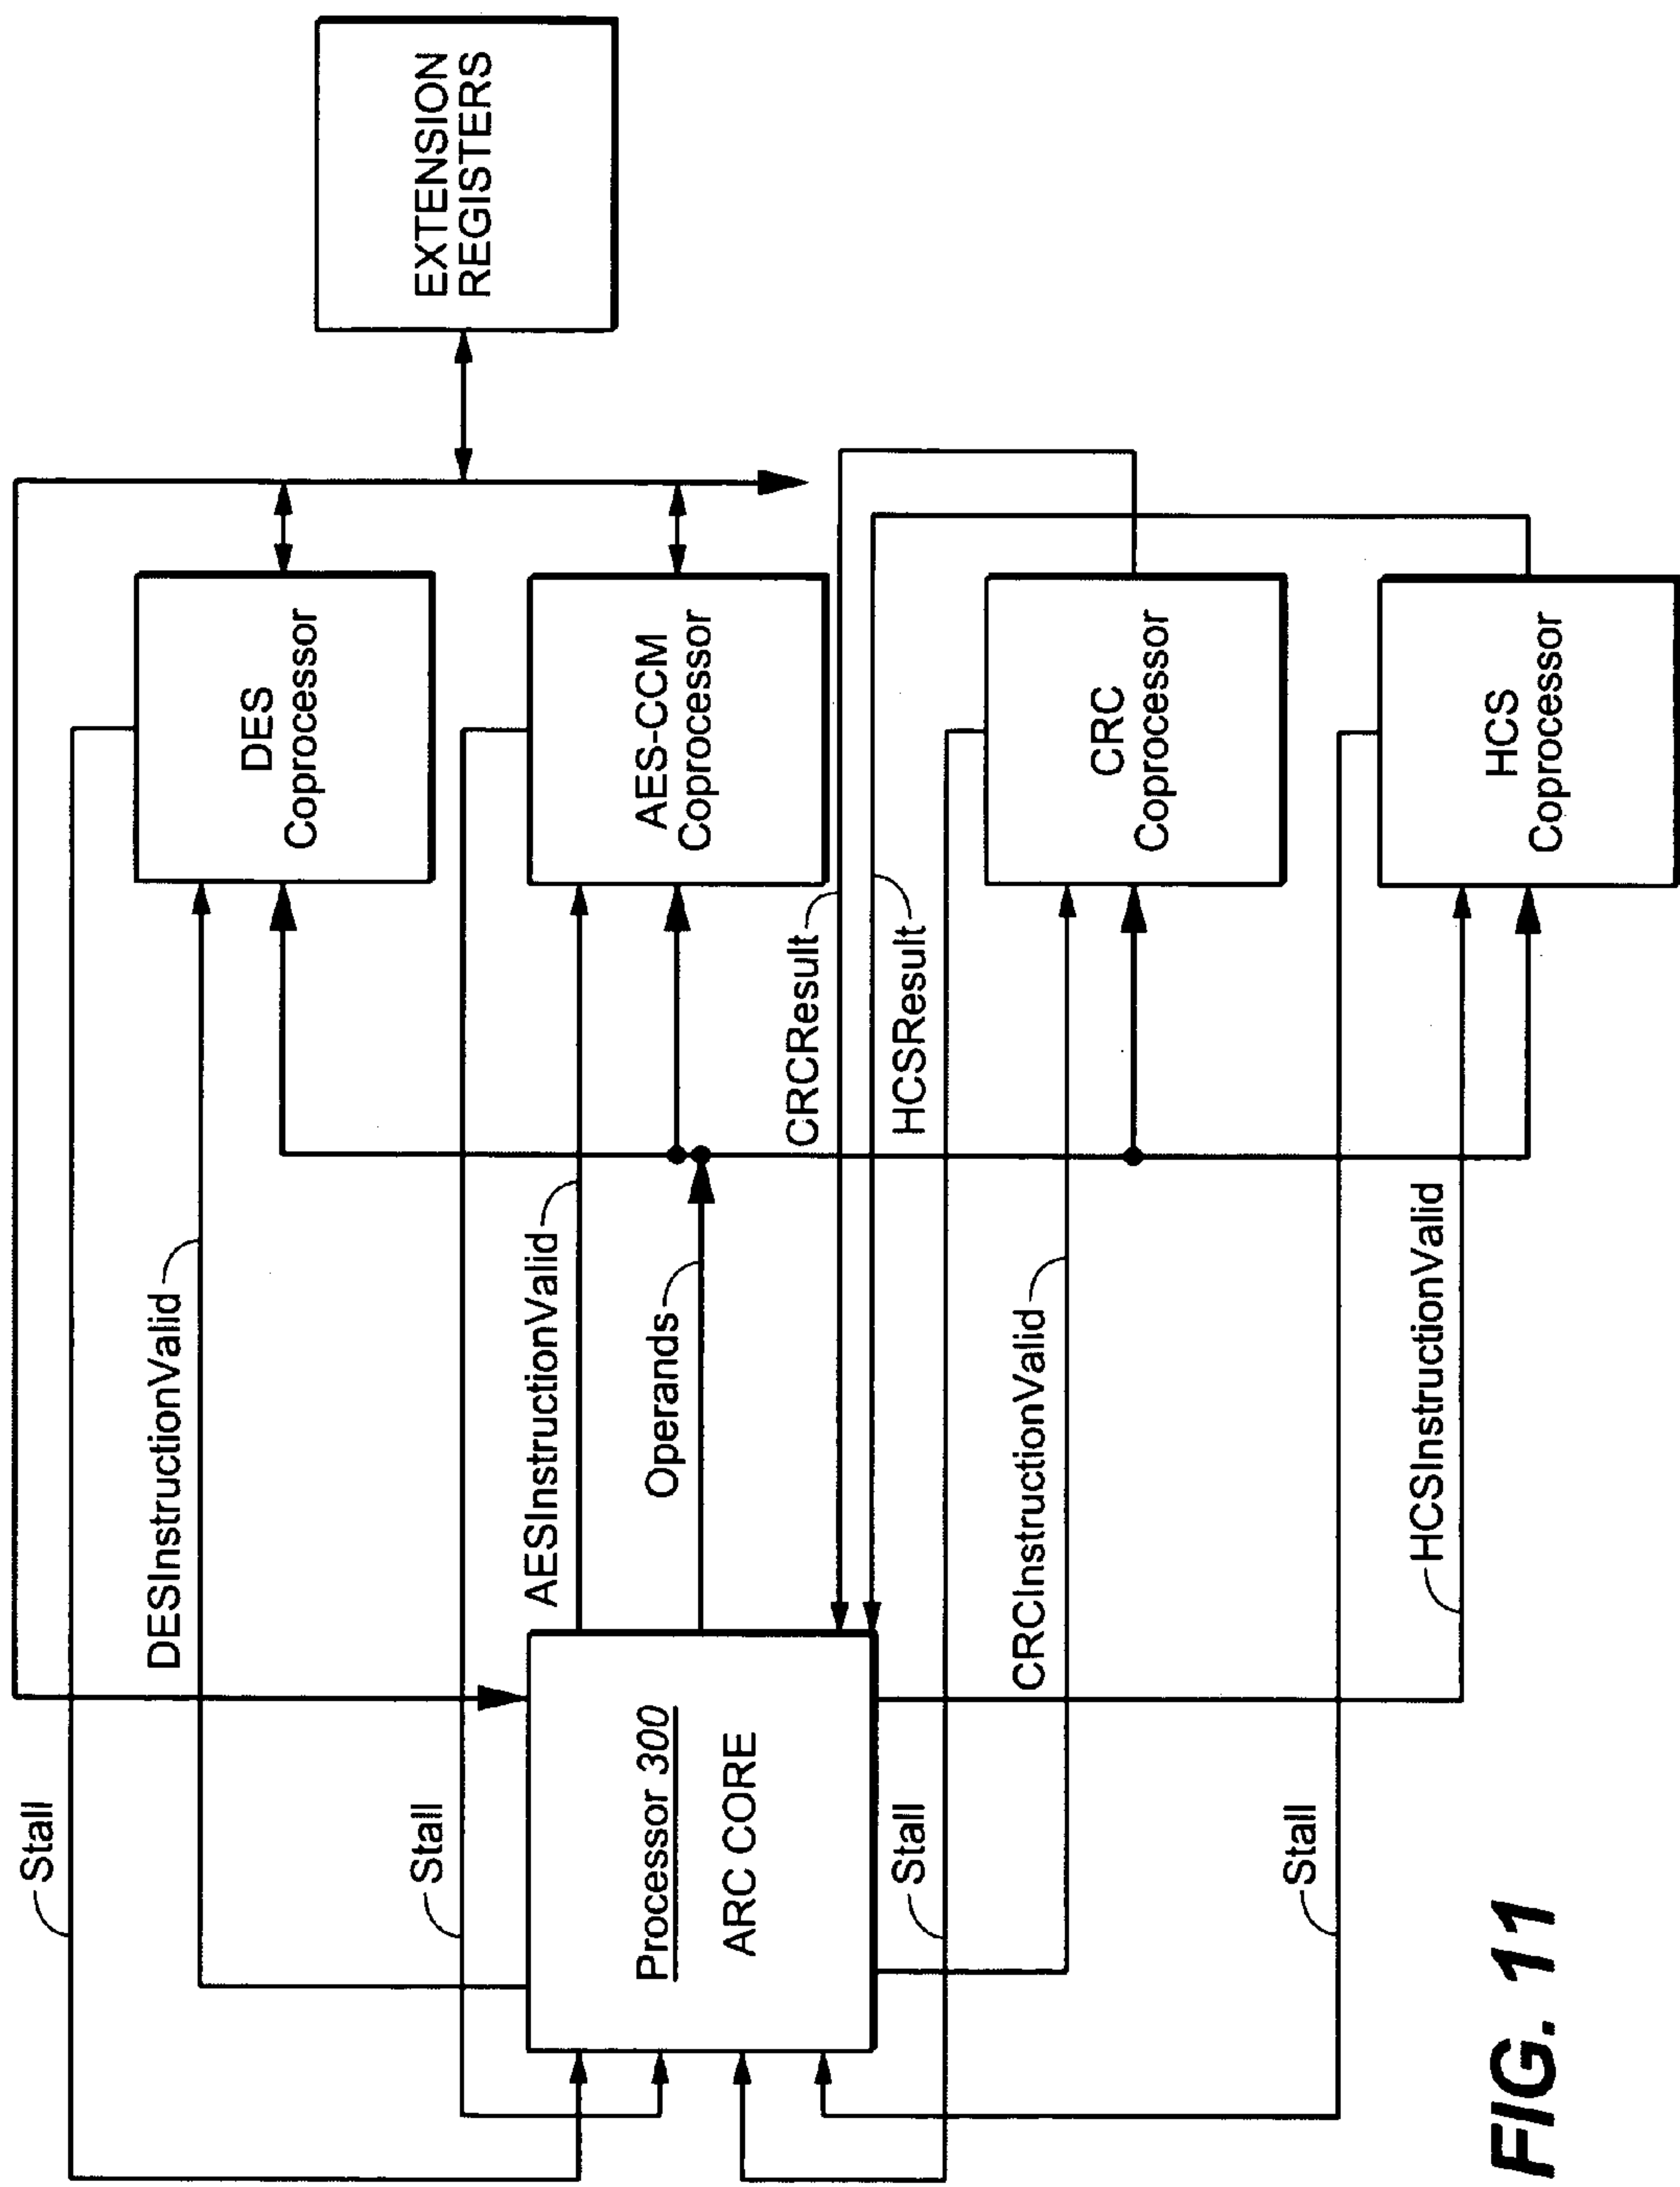 Stall
DESInstructionValid
DES
Coprocessor
EXTENSION
REGISTERS
Stall
AESInstructionValid
AES-CCM
Coprocessor
Processor 300
ARC CORE
Operands
CRCResult
HCSResult
Stall
CRCInstructionValid
CRC
Coprocessor
Stall
HCSInstructionValid
HCS
Coprocessor
FIG. 11